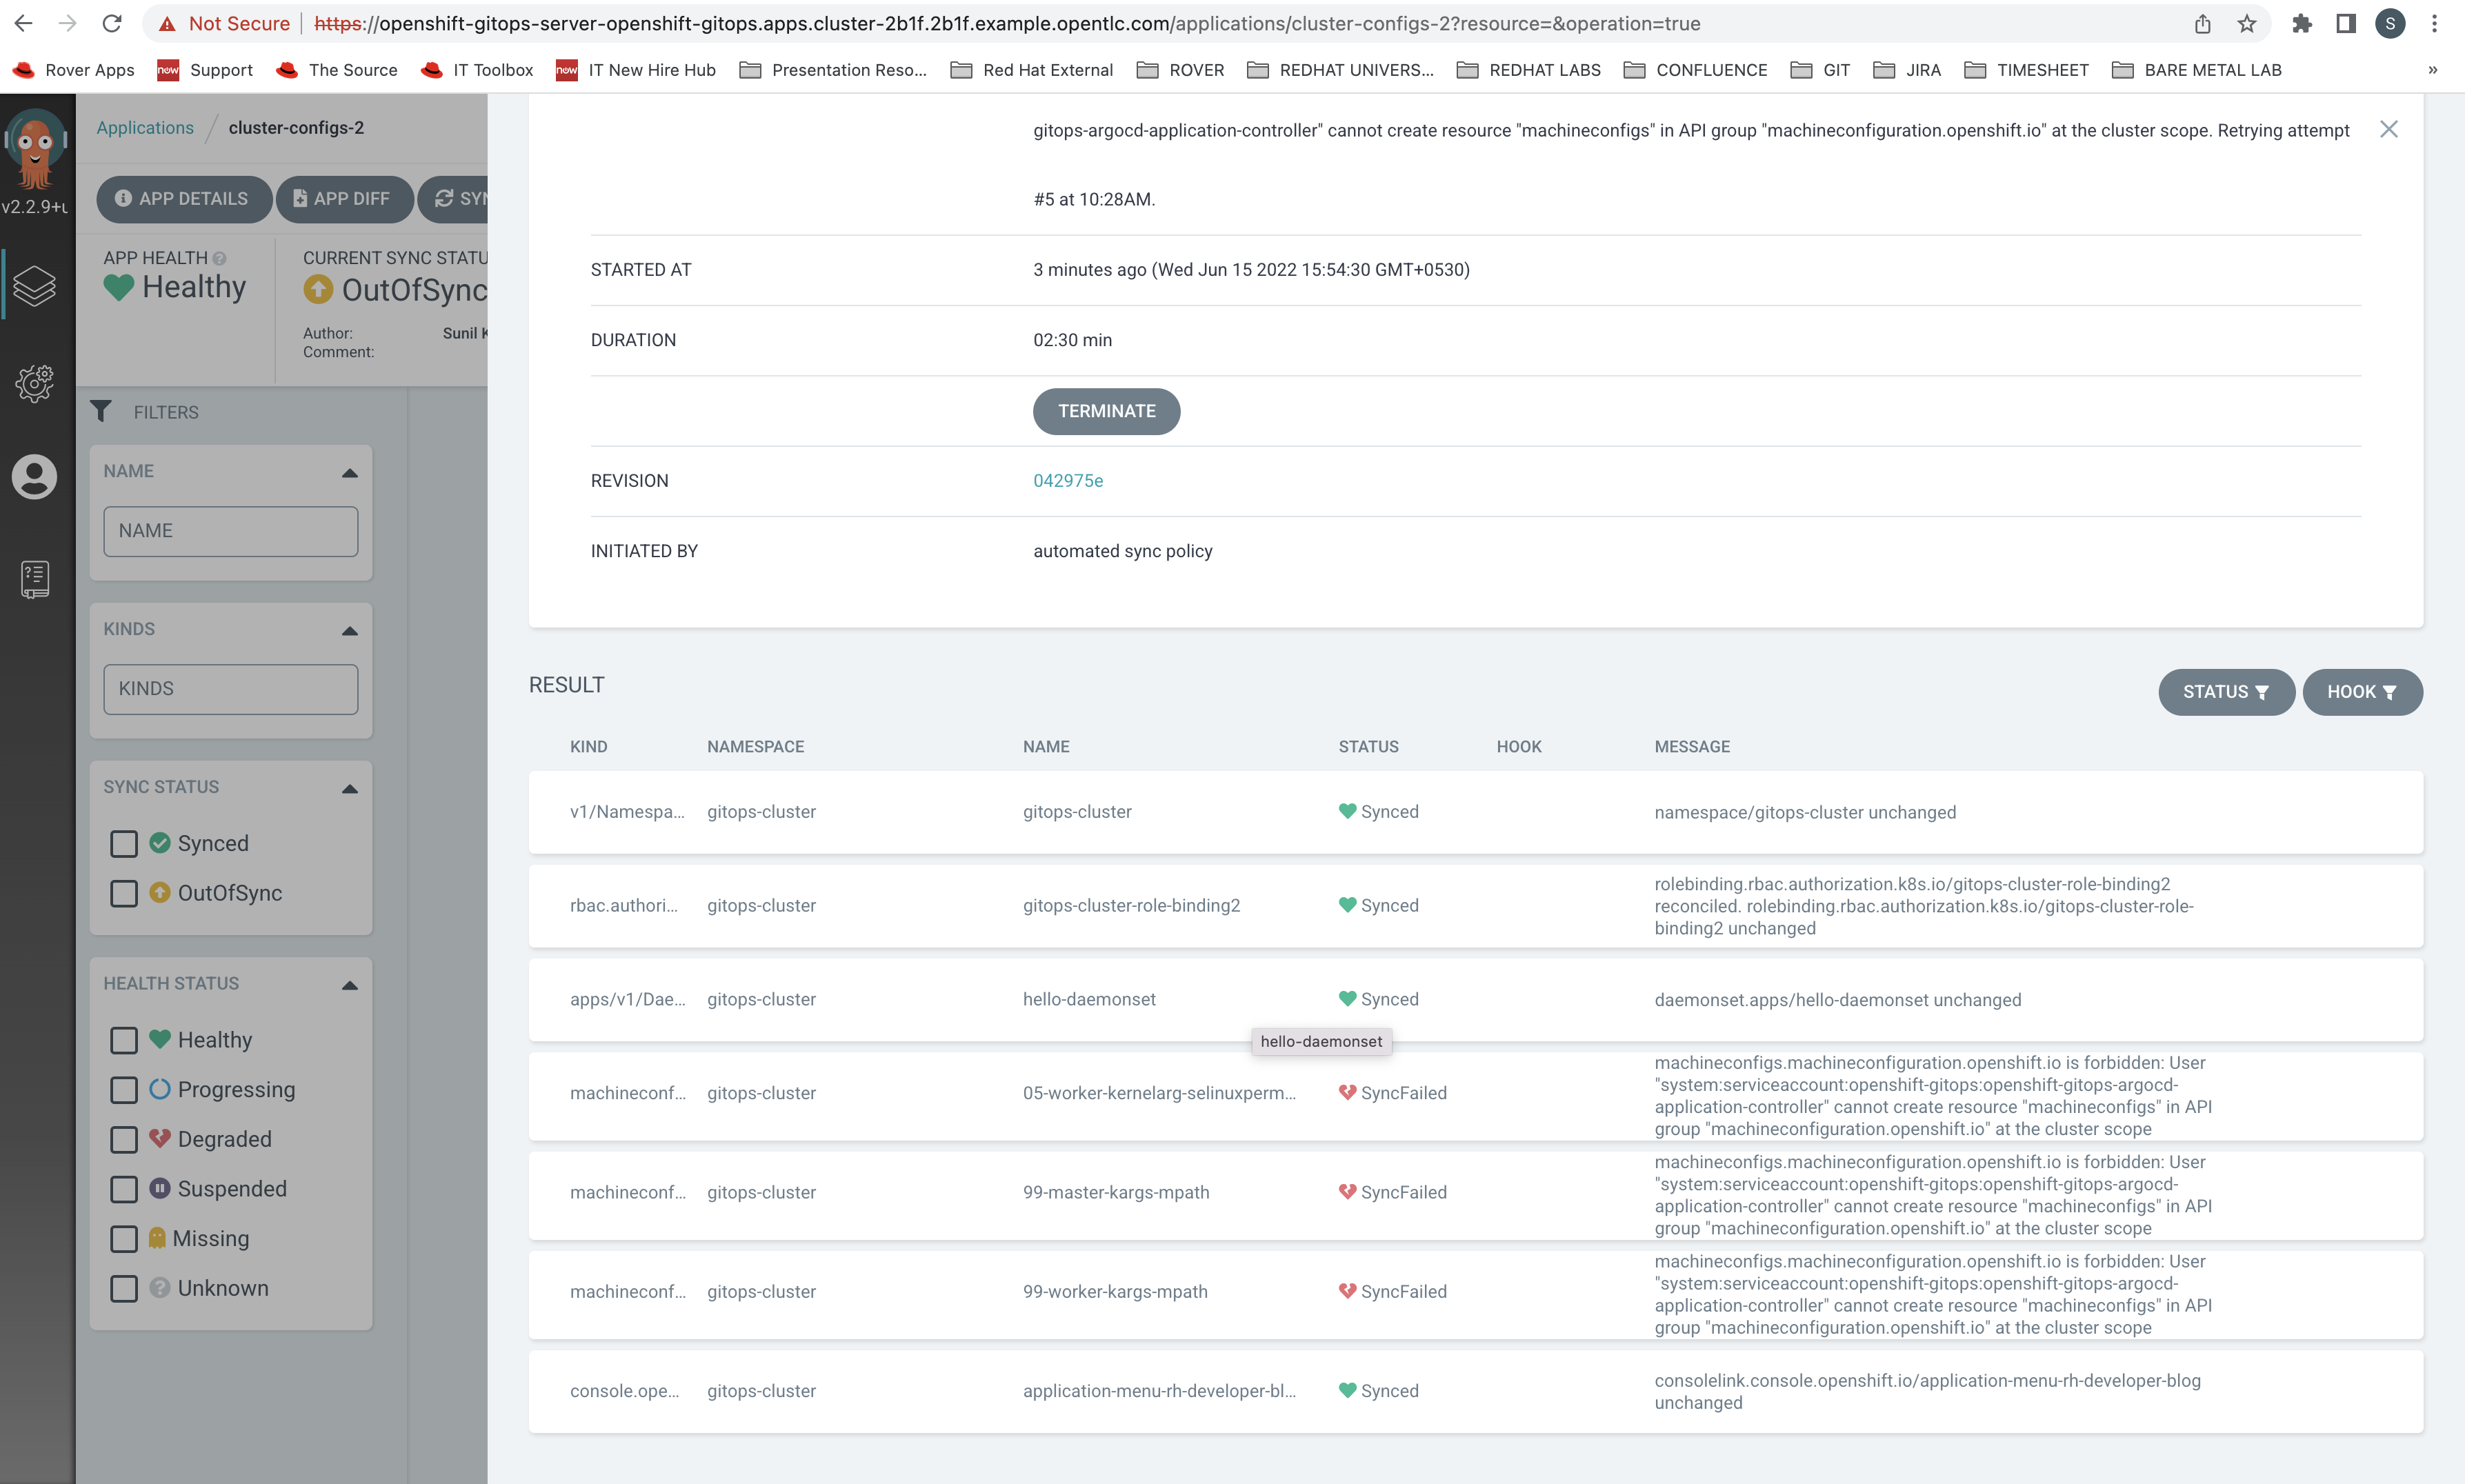 Not Secure
https://openshift-gitops-server-openshift-gitops.apps.cluster-2b1f.2b1f.example.opentlc.com/applications/cluster-configs-2?resource=&operation=true
S
Rover Apps
now
Support
The Source
IT Toolbox
now
IT New Hire Hub
Presentation Reso...
Red Hat External
ROVER
REDHAT UNIVERS...
REDHAT LABS
CONFLUENCE
GIT
JIRA
TIMESHEET
BARE METAL LAB
»
v2.2.9+u
Applications / cluster-configs-2
APP DETAILS
APP DIFF
SYN
APP HEALTH
Healthy
CURRENT SYNC STATU
OutOfSync
Author: Sunil K
Comment:
FILTERS
NAME
NAME
KINDS
KINDS
SYNC STATUS
Synced
OutOfSync
HEALTH STATUS
Healthy
Progressing
Degraded
Suspended
Missing
Unknown
gitops-argocd-application-controller" cannot create resource "machineconfigs" in API group "machineconfiguration.openshift.io" at the cluster scope. Retrying attempt
#5 at 10:28AM.
STARTED AT 3 minutes ago (Wed Jun 15 2022 15:54:30 GMT+0530)
DURATION 02:30 min
TERMINATE
REVISION 042975e
INITIATED BY automated sync policy
RESULT
STATUS
HOOK
KIND NAMESPACE NAME STATUS HOOK MESSAGE
v1/Namespa... gitops-cluster gitops-cluster Synced namespace/gitops-cluster unchanged
rbac.authori... gitops-cluster gitops-cluster-role-binding2 Synced
rolebinding.rbac.authorization.k8s.io/gitops-cluster-role-binding2
reconciled. rolebinding.rbac.authorization.k8s.io/gitops-cluster-role-
binding2 unchanged
apps/v1/Dae... gitops-cluster hello-daemonset Synced daemonset.apps/hello-daemonset unchanged
hello-daemonset
machineconf... gitops-cluster 05-worker-kernelarg-selinuxperm... SyncFailed
machineconfigs.machineconfiguration.openshift.io is forbidden: User
"system:serviceaccount:openshift-gitops:openshift-gitops-argocd-
application-controller" cannot create resource "machineconfigs" in API
group "machineconfiguration.openshift.io" at the cluster scope
machineconf... gitops-cluster 99-master-kargs-mpath SyncFailed
machineconfigs.machineconfiguration.openshift.io is forbidden: User
"system:serviceaccount:openshift-gitops:openshift-gitops-argocd-
application-controller" cannot create resource "machineconfigs" in API
group "machineconfiguration.openshift.io" at the cluster scope
machineconf... gitops-cluster 99-worker-kargs-mpath SyncFailed
machineconfigs.machineconfiguration.openshift.io is forbidden: User
"system:serviceaccount:openshift-gitops:openshift-gitops-argocd-
application-controller" cannot create resource "machineconfigs" in API
group "machineconfiguration.openshift.io" at the cluster scope
console.ope... gitops-cluster application-menu-rh-developer-bl... Synced
consolelink.console.openshift.io/application-menu-rh-developer-blog
unchanged